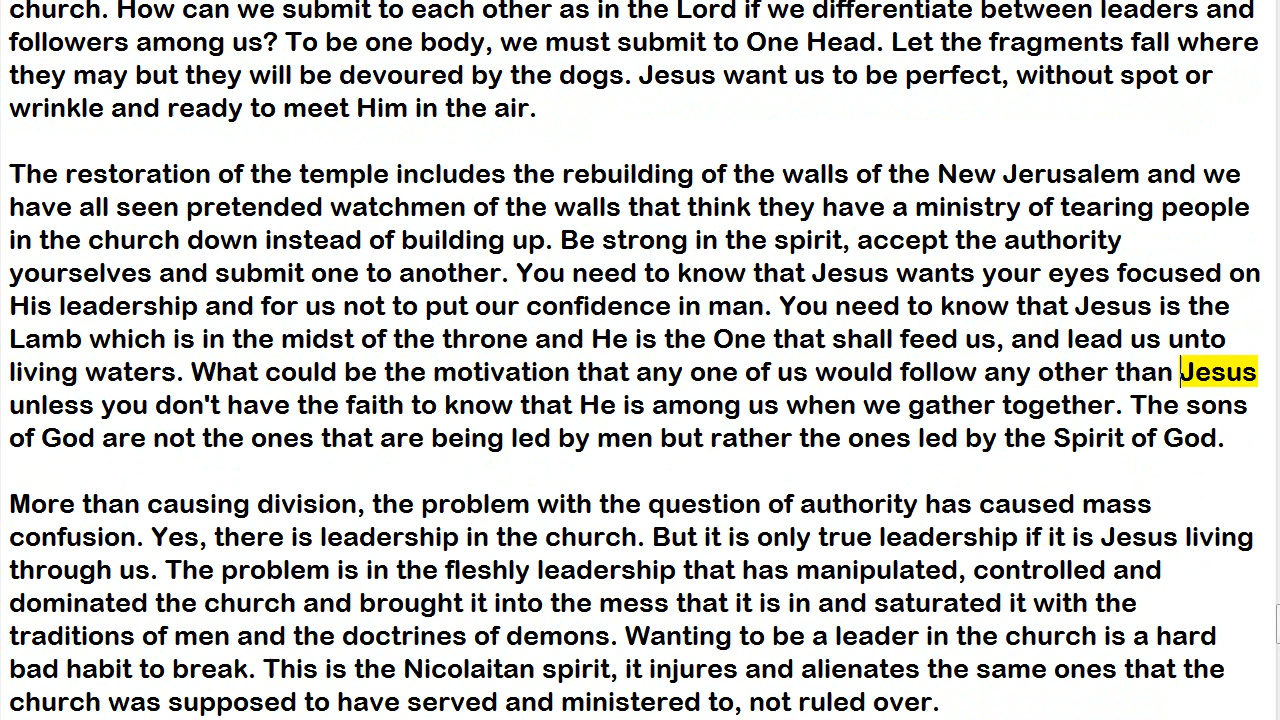 church. How can we submit to each other as in the Lord if we differentiate between leaders and
followers among us? To be one body, we must submit to One Head. Let the fragments fall where
they may but they will be devoured by the dogs. Jesus want us to be perfect, without spot or
wrinkle and ready to meet Him in the air.
The restoration of the temple includes the rebuilding of the walls of the New Jerusalem and we
have all seen pretended watchmen of the walls that think they have a ministry of tearing people
in the church down instead of building up. Be strong in the spirit, accept the authority
yourselves and submit one to another. You need to know that Jesus wants your eyes focused on
His leadership and for us not to put our confidence in man. You need to know that Jesus is the
Lamb which is in the midst of the throne and He is the One that shall feed us, and lead us unto
living waters. What could be the motivation that any one of us would follow any other than Jesus
unless you don't have the faith to know that He is among us when we gather together. The sons
of God are not the ones that are being led by men but rather the ones led by the Spirit of God.
More than causing division, the problem with the question of authority has caused mass
confusion. Yes, there is leadership in the church. But it is only true leadership if it is Jesus living
through us. The problem is in the fleshly leadership that has manipulated, controlled and
dominated the church and brought it into the mess that it is in and saturated it with the
traditions of men and the doctrines of demons. Wanting to be a leader in the church is a hard
bad habit to break. This is the Nicolaitan spirit, it injures and alienates the same ones that the
church was supposed to have served and ministered to, not ruled over.